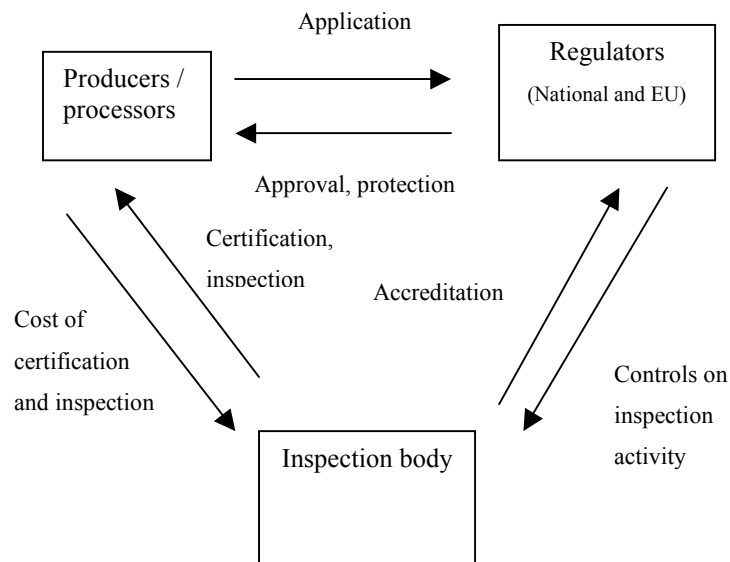 Application
Producers /
processors
Regulators
(National and EU)
Approval, protection
Certification,
inspection
Accreditation
Cost of
certification
and inspection
Controls on
inspection
activity
Inspection body